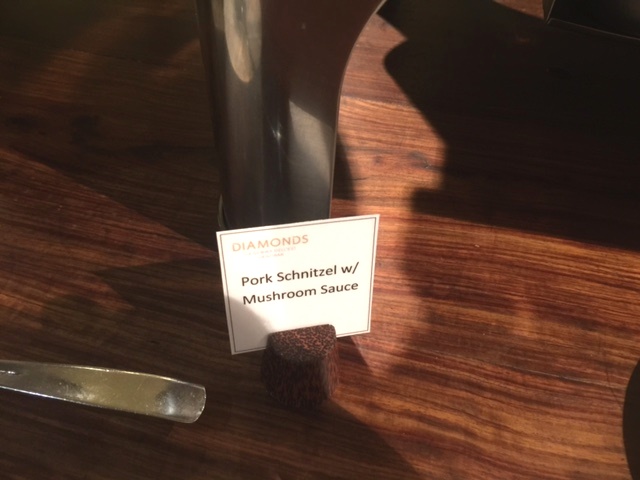 DIAMONDS
Pork Schnitzel w/
Mushroom Sauce